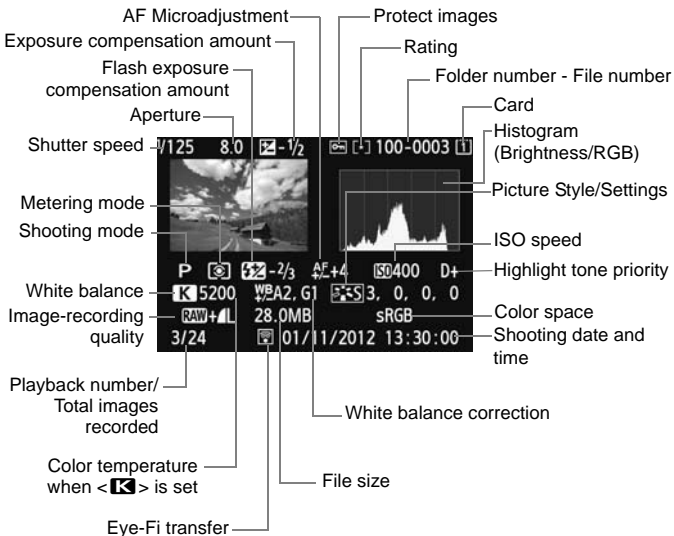 AF Microadjustment
Protect images
Exposure compensation amount
Rating
Flash exposure
compensation amount
Folder number - File number
Aperture
Card
Shutter speed
Histogram
(Brightness/RGB)
/125 8.0 -1/2 100-0003 1
Picture Style/Settings
Metering mode
Shooting mode
ISO speed
P -2/3 AF+4 ISO400 D+
Highlight tone priority
White balance
K 5200 WB A2, G1 S 3, 0, 0, 0
Image-recording
quality
RAW+L 28.0MB sRGB
Color space
3/24 01/11/2012 13:30:00
Shooting date and
time
Playback number/
Total images
recorded
White balance correction
Color temperature
when <K> is set
File size
Eye-Fi transfer